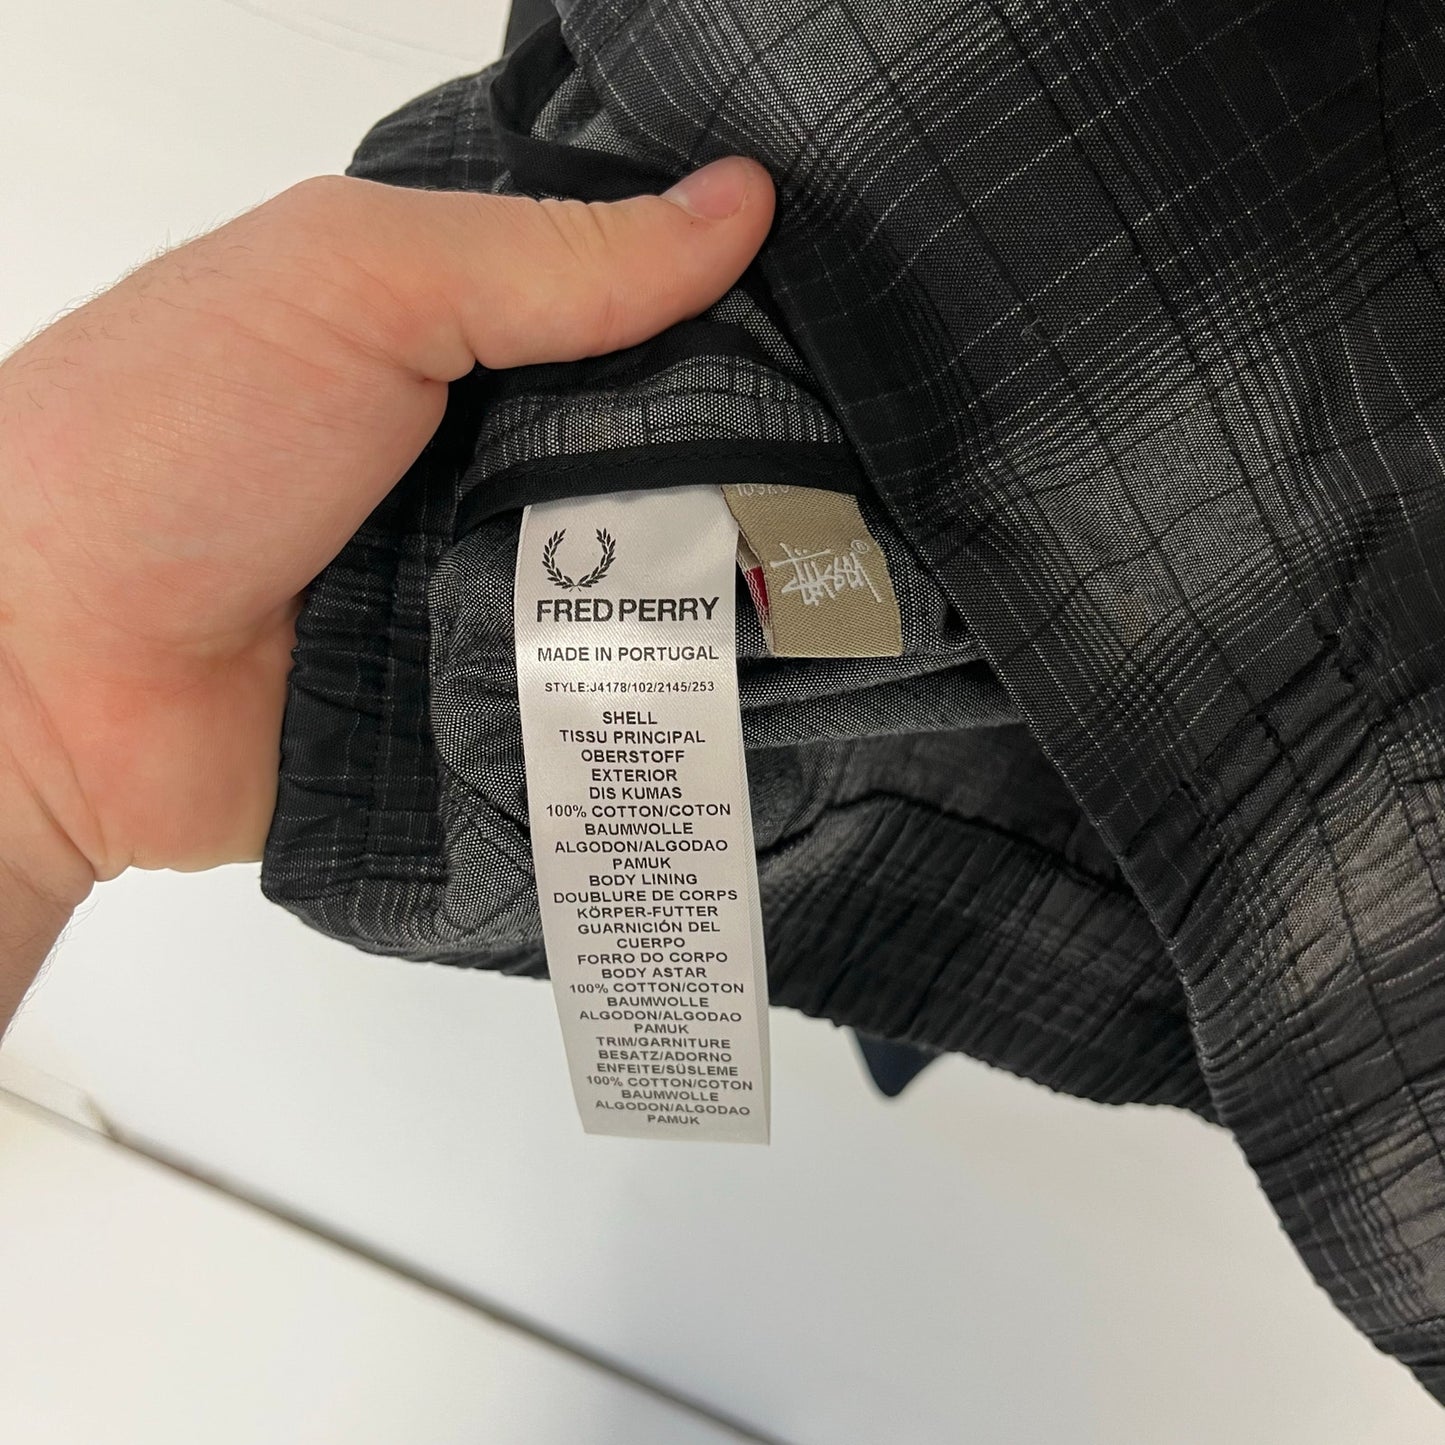 FRED PERRY
MADE IN PORTUGAL
STYLE:J4178/102/2145/253
SHELL
TISSU PRINCIPAL
OBERSTOFF
EXTERIOR
DIS KUMAS
100% COTTON/COTON
BAUMWOLLE
ALGODON/ALGODAO
PAMUK
BODY LINING
DOUBLURE DE CORPS
KÖRPER-FUTTER
GUARNICIÓN DEL
CUERPO
FORRO DO CORPO
BODY ASTAR
100% COTTON/COTON
BAUMWOLLE
ALGODON/ALGODAO
PAMUK
TRIM/GARNITURE
BESATZ/ADORNO
ENFEITE/SÜSLEME
100% COTTON/COTON
BAUMWOLLE
ALGODON/ALGODAO
PAMUK
Stüssy®